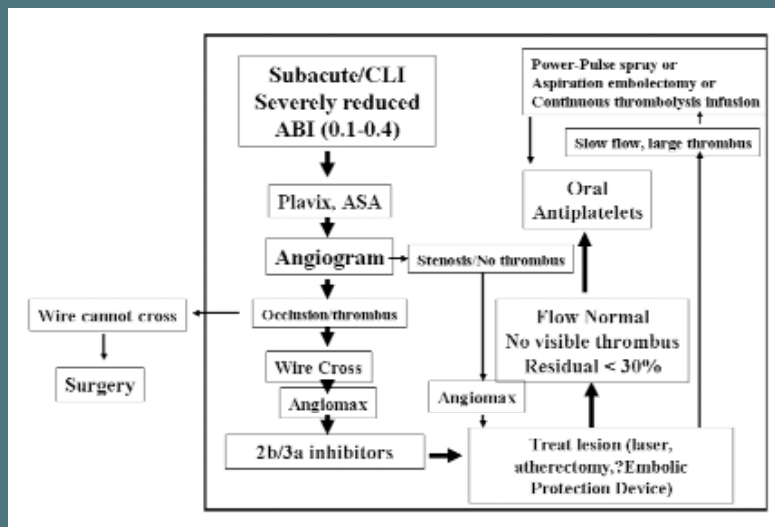 Subacute/CLI
Severely reduced
ABI (0.1-0.4)
Plavix, ASA
Angiogram
Stenosis/No thrombus
Occlusion/thrombus
Wire cannot cross
Surgery
Wire Cross
Angiomax
2b/3a inhibitors
Angiomax
Treat lesion (laser,
atherectomy,?Embolic
Protection Device)
Flow Normal
No visible thrombus
Residual < 30%
Oral
Antiplatelets
Slow flow, large thrombus
Power-Pulse spray or
Aspiration embolectomy or
Continuous thrombolysis infusion